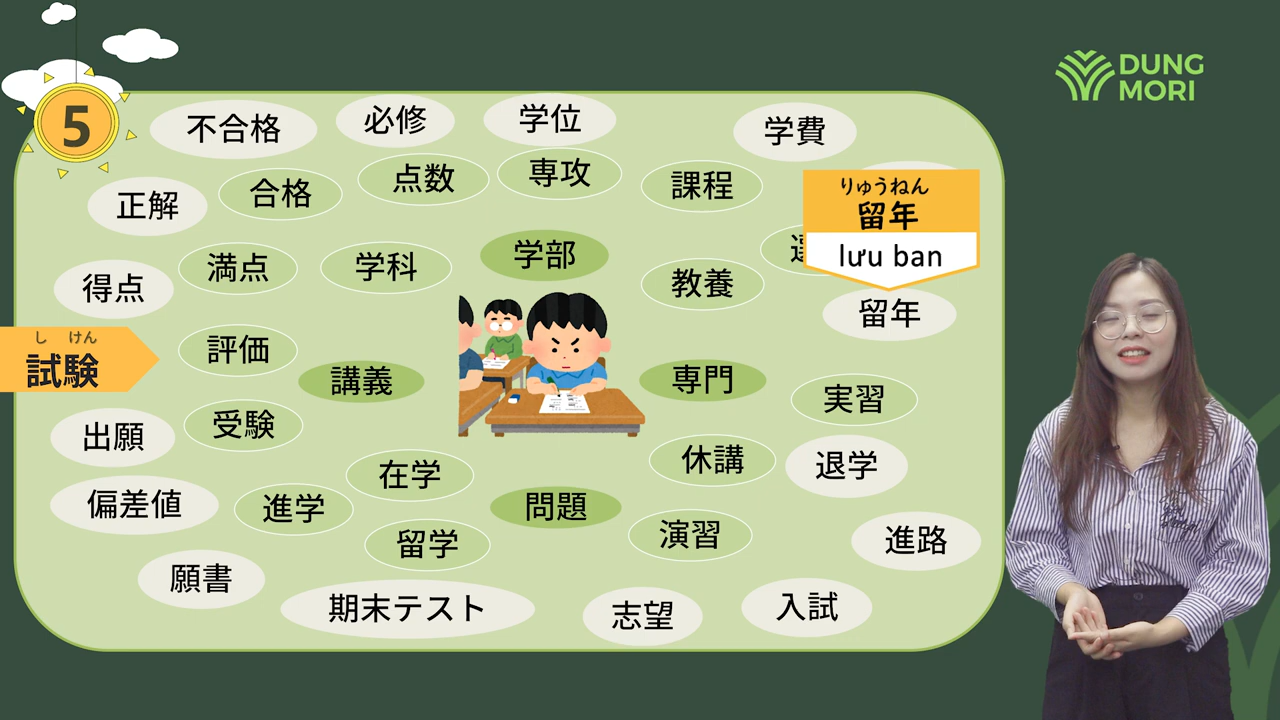 DUNG
MORI
5
不合格
必修
学位
学費
正解
合格
点数
専攻
課程
りゅうねん
留年
lưu ban
得点
満点
学科
学部
教養
留年
し けん
試験
評価
講義
専門
実習
出願
受験
在学
休講
退学
偏差値
進学
問題
留学
演習
進路
願書
期末テスト
志望
入試